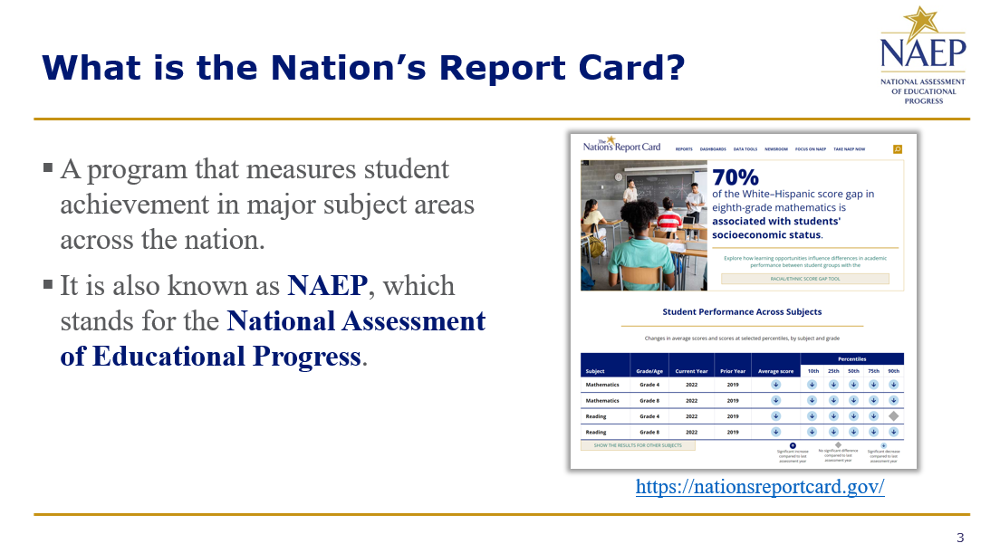 What is the Nation’s Report Card?
NAEP
NATIONAL ASSESSMENT
OF EDUCATIONAL
PROGRESS
▪ A program that measures student
achievement in major subject areas
across the nation.
▪ It is also known as NAEP, which
stands for the National Assessment
of Educational Progress.
The
Nation's Report Card
REPORTS DASHBOARDS DATA TOOLS NEWSROOM FOCUS ON NAEP TAKE NAEP NOW
70%
of the White–Hispanic score gap in
eighth-grade mathematics is
associated with students'
socioeconomic status.
Explore how learning opportunities influence differences in academic
performance between student groups with the
RACIAL/ETHNIC SCORE GAP TOOL
Student Performance Across Subjects
Changes in average scores and scores at selected percentiles, by subject and grade
Percentiles
Subject Grade/Age Current Year Prior Year Average score 10th 25th 50th 75th 90th
Mathematics Grade 4 2022 2019
Mathematics Grade 8 2022 2019
Reading Grade 4 2022 2019
Reading Grade 8 2022 2019
SHOW THE RESULTS FOR OTHER SUBJECTS
Significant increase
compared to last
assessment year
No significant difference
compared to last
assessment year
Significant decrease
compared to last
assessment year
https://nationsreportcard.gov/
3